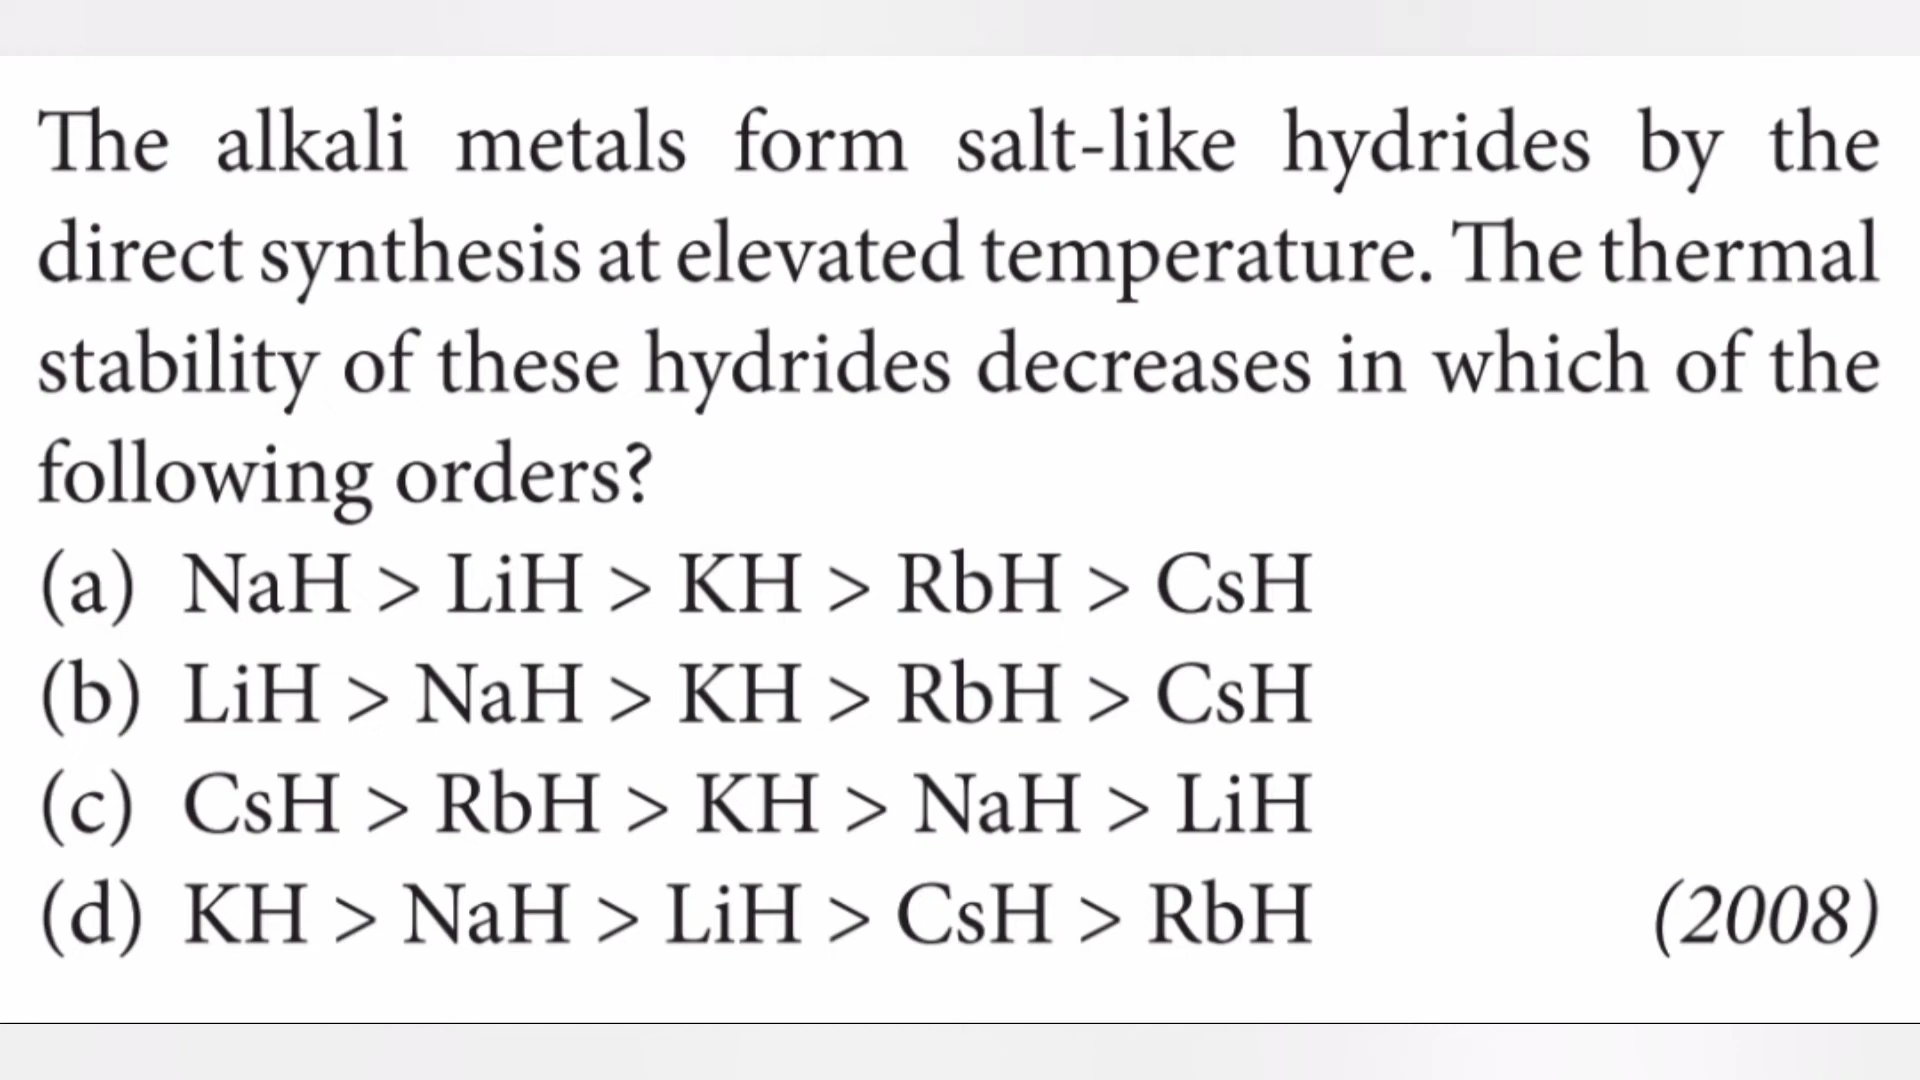 The alkali metals form salt-like hydrides by the
direct synthesis at elevated temperature. The thermal
stability of these hydrides decreases in which of the
following orders?
(a) NaH > LiH > KH > RbH > CsH
(b) LiH > NaH > KH > RbH > CsH
(c) CsH > RbH > KH > NaH > LiH
(d) KH > NaH > LiH > CsH > RbH (2008)